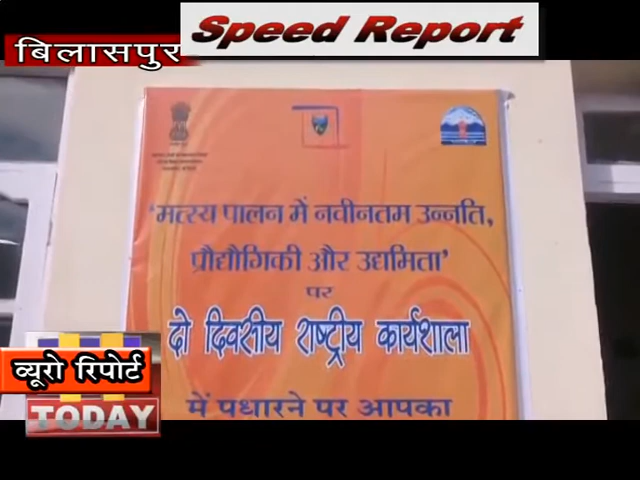 Speed Report
बिलासपुर
'मत्स्य पालन में नवीनतम उन्नति,
प्रौद्योगिकी और उद्यमिता'
पर
दो दिवसीय राष्ट्रीय कार्यशाला
में पधारने पर आपका
ब्यूरो रिपोर्ट
TODAY